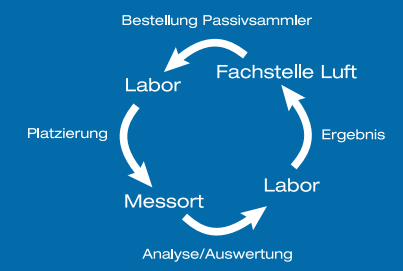 Bestellung Passivsammler
Fachstelle Luft
Labor
Platzierung
Ergebnis
Labor
Messort
Analyse/Auswertung